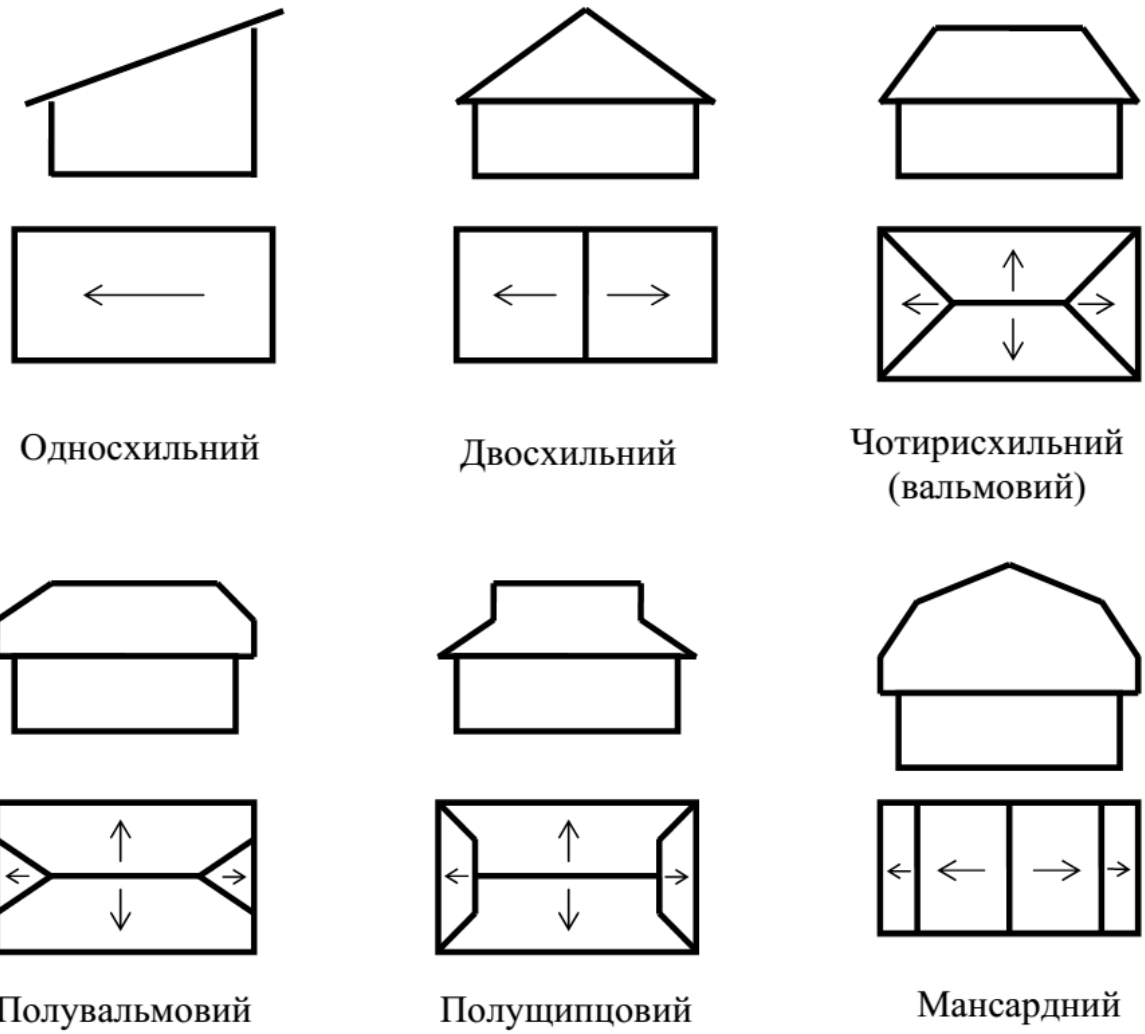 Односхильний
Двосхильний
Чотирисхильний
(вальмовий)
Полувальмовий
Полущипцовий
Мансардний